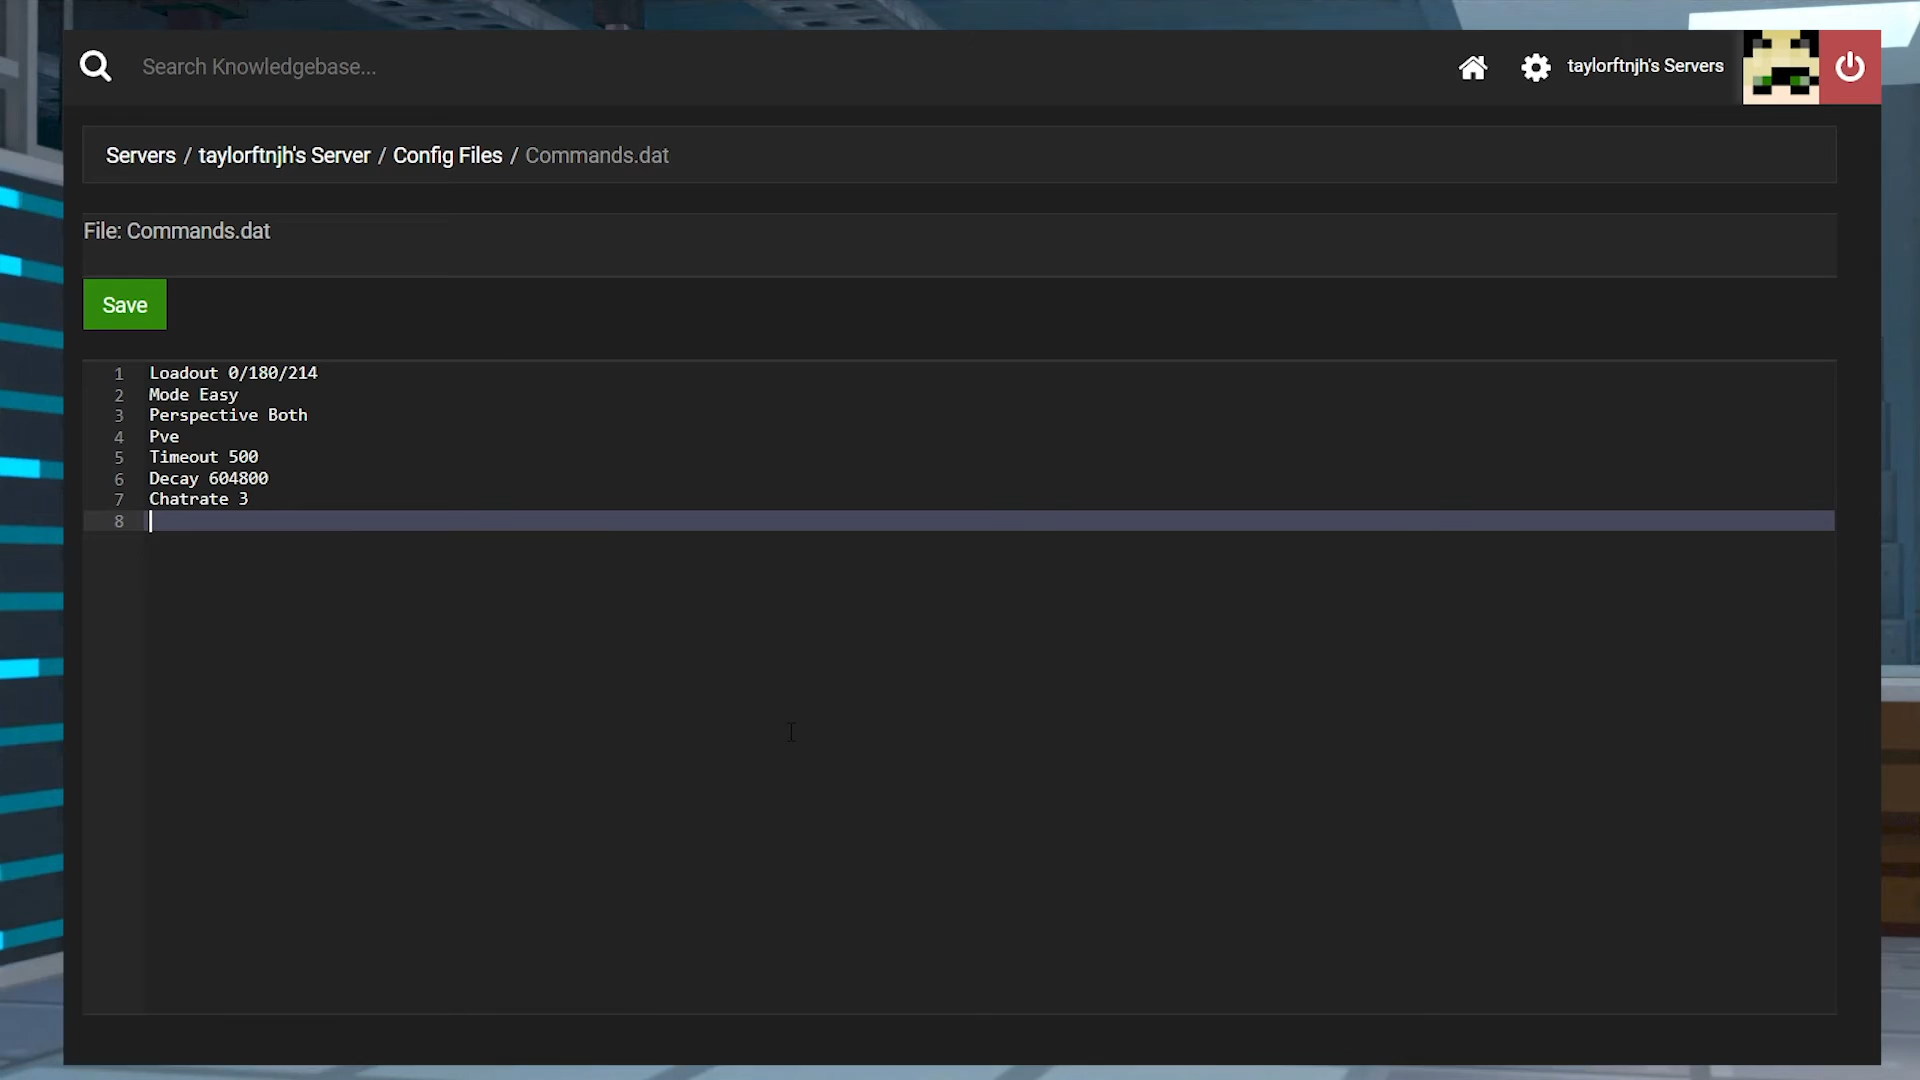 Search Knowledgebase...
taylorftnjh's Servers
Servers / taylorftnjh's Server / Config Files / Commands.dat
File: Commands.dat
Save
1 Loadout 0/180/214
2 Mode Easy
3 Perspective Both
4 Pve
5 Timeout 500
6 Decay 604800
7 Chatrate 3
8